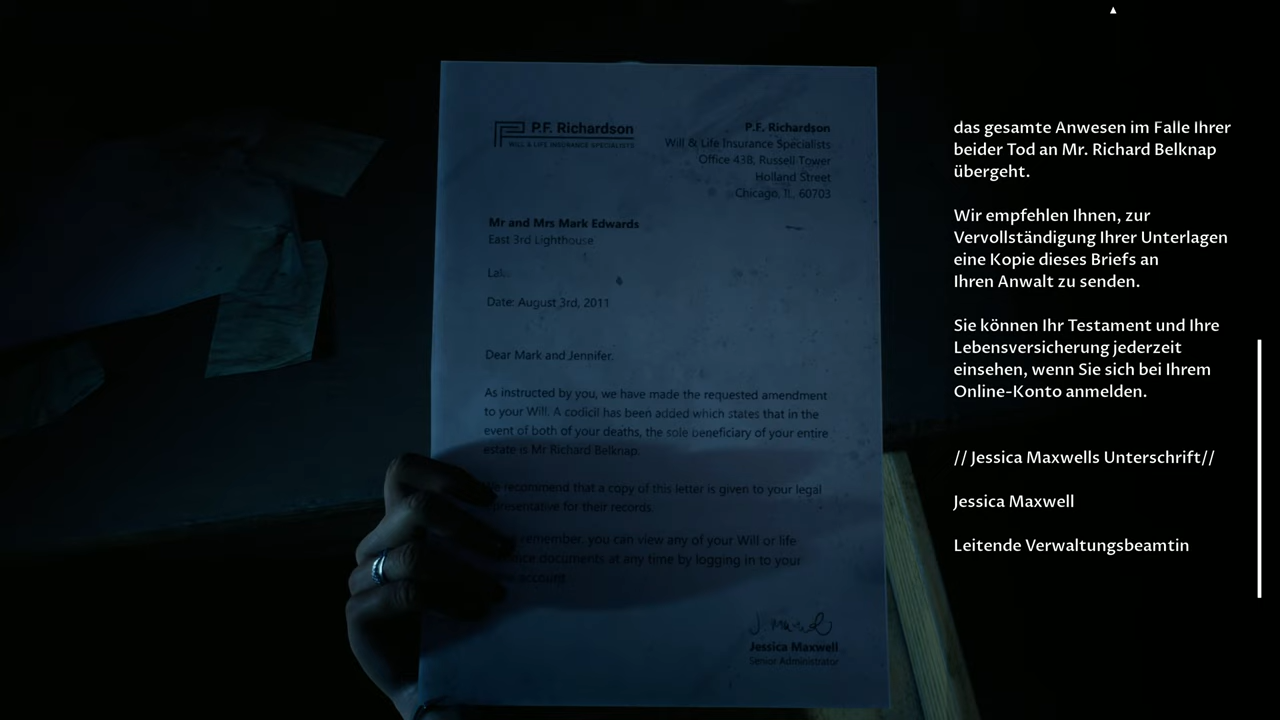 P.F. Richardson
WILL & LIFE INSURANCE SPECIALISTS
P.F. Richardson
Will & Life Insurance Specialists
Office 438, Russell Tower
Holland Street
Chicago, IL, 60703
Mr and Mrs Mark Edwards
East 3rd Lighthouse
Date: August 3rd, 2011
Dear Mark and Jennifer.
As instructed by you, we have made the requested amendment
to your Will. A codicil has been added which states that in the
event of both of your deaths, the sole beneficiary of your entire
estate is Mr Richard Belknap.
recommend that a copy of this letter is given to your legal
for their records.
remember, you can view any of your Will or life
documents at any time by logging in to your
account.
Jessica Maxwell
Senior Administrator
das gesamte Anwesen im Falle Ihrer
beider Tod an Mr. Richard Belknap
übergeht.
Wir empfehlen Ihnen, zur
Vervollständigung Ihrer Unterlagen
eine Kopie dieses Briefs an
Ihren Anwalt zu senden.
Sie können Ihr Testament und Ihre
Lebensversicherung jederzeit
einsehen, wenn Sie sich bei Ihrem
Online-Konto anmelden.
// Jessica Maxwells Unterschrift//
Jessica Maxwell
Leitende Verwaltungsbeamtin